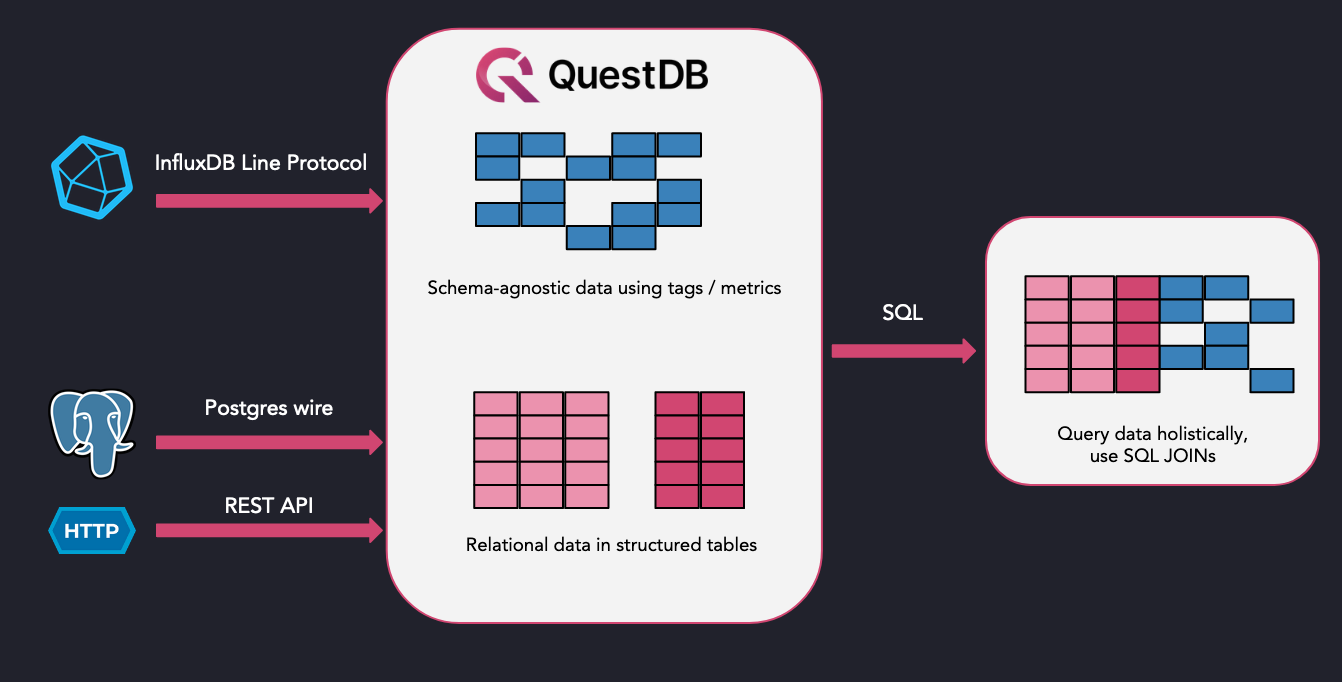 QuestDB
InfluxDB Line Protocol
Schema-agnostic data using tags / metrics
SQL
Postgres wire
REST API
HTTP
Relational data in structured tables
Query data holistically,
use SQL JOINs